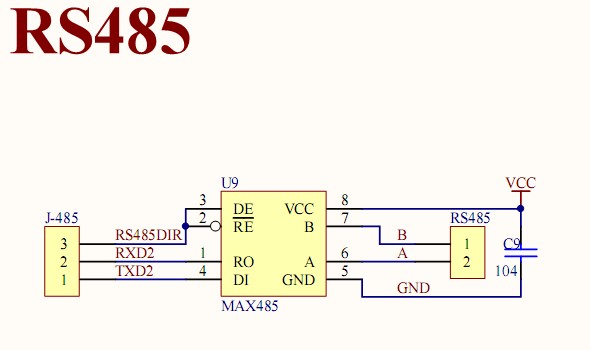 RS485
U9
VCC
3 DE VCC 8
J-485 2 RE B 7 RS485
3 RS485DIR B 1 C9
2 RXD2 1 RO A 6 A 2
1 TXD2 4 DI GND 5 104
MAX485 GND